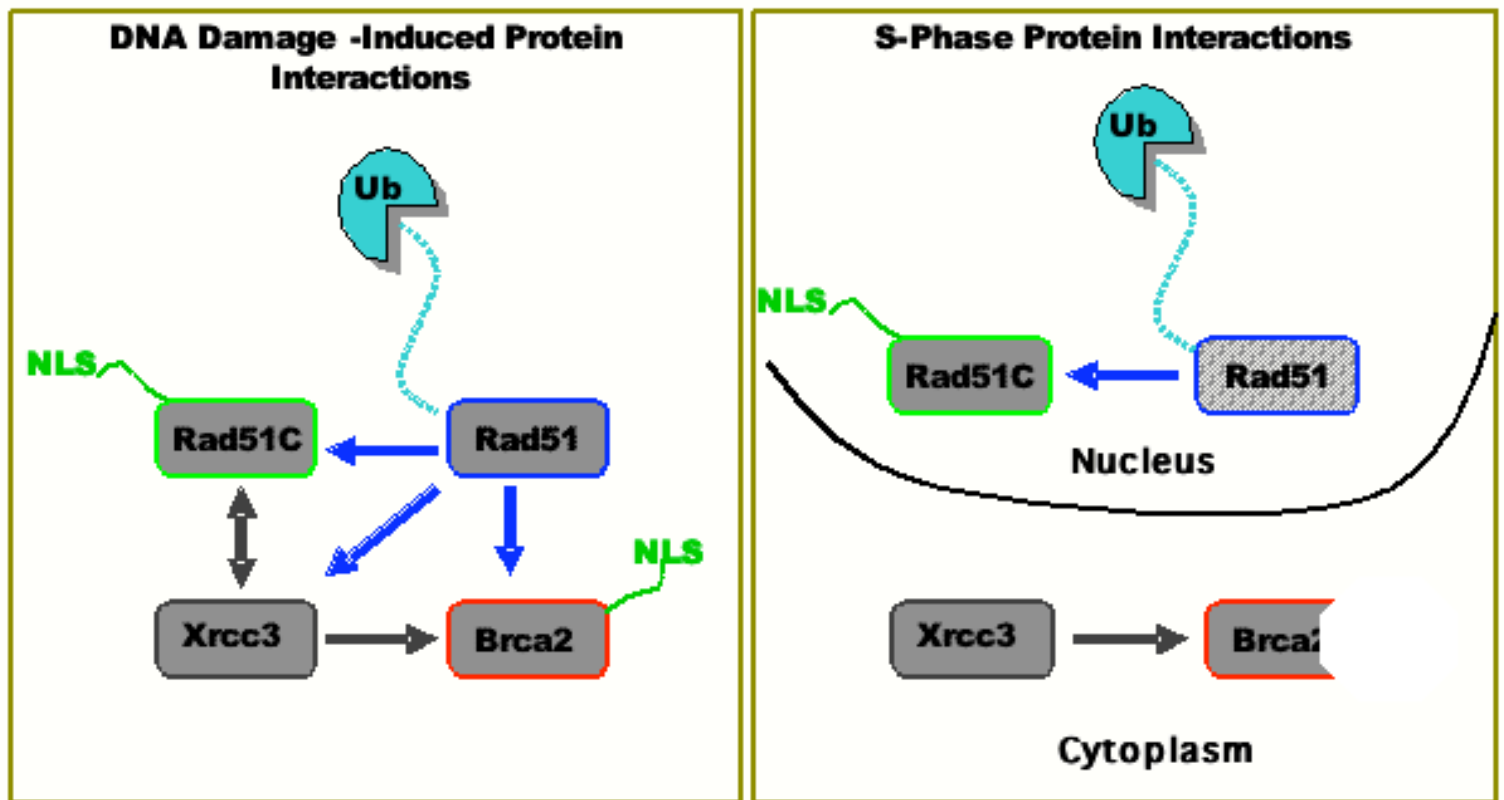 DNA Damage -Induced Protein
Interactions
Ub
NLS
Rad51C
Rad51
NLS
Xrcc3
Brca2
S-Phase Protein Interactions
Ub
NLS
Rad51C
Rad51
Nucleus
Xrcc3
Brca2
Cytoplasm